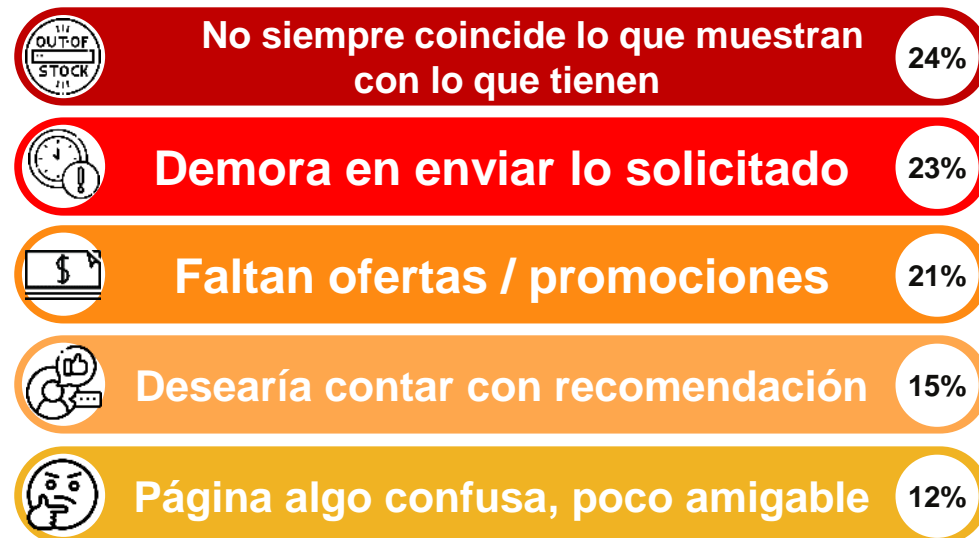 OUT-OF
STOCK
No siempre coincide lo que muestran
con lo que tienen
24%
Demora en enviar lo solicitado
23%
$
Faltan ofertas / promociones
21%
Desearía contar con recomendación
15%
Página algo confusa, poco amigable
12%